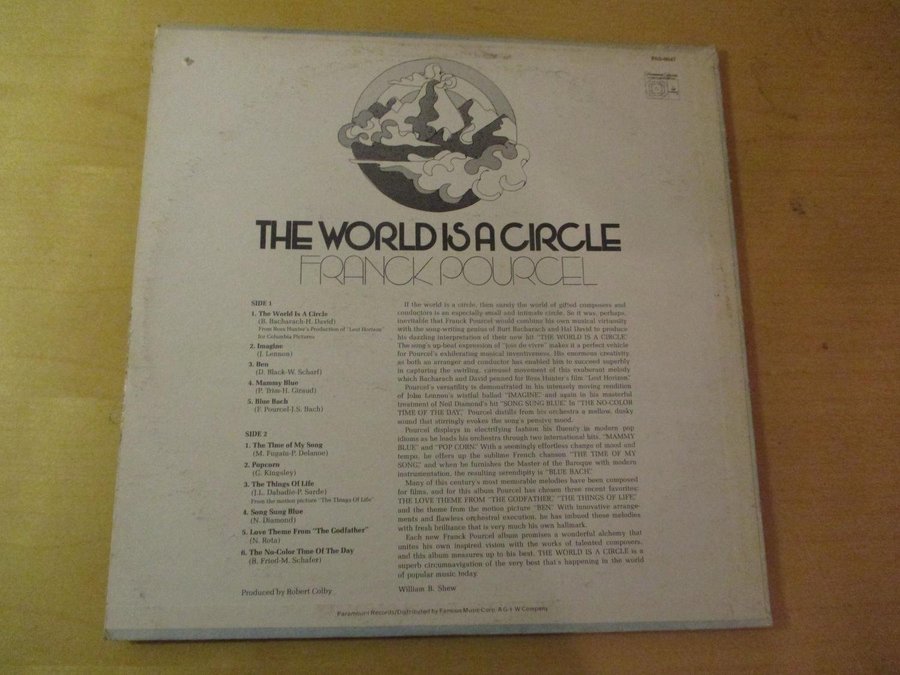 THE WORLD IS A CIRCLE
FRANCK POURCEL
SIDE 1
1. The World Is A Circle
(B. Bacharach-H. David)
From Ross Hunter's Production of "Lost Horizon"
for Columbia Pictures
2. Imagine
(J. Lennon)
3. Ben
(D. Black-W. Scharf)
4. Mammy Blue
(P. Trim-H. Giraud)
5. Blue Bach
(F. Pourcel-J.S. Bach)
SIDE 2
1. The Time of My Song
(M. Fugain-P. Delanoe)
2. Popcorn
(G. Kingsley)
3. The Things Of Life
(J.L. Dabadie-P. Sarde)
From the motion picture "The Things Of Life"
4. Song Sung Blue
(N. Diamond)
5. Love Theme From "The Godfather"
(N. Rota)
6. The No-Color Time Of The Day
(B. Fried-M. Schafer)
Produced by Robert Colby
If the world is a circle, then surely the world of gifted composers and
conductors is an especially small and intimate circle. So it was, perhaps,
inevitable that Franck Pourcel would combine his own musical virtuosity
with the song-writing genius of Burt Bacharach and Hal David to produce
his dazzling interpretation of their new hit "THE WORLD IS A CIRCLE."
The song's up-beat expression of "joie de vivre" makes it a perfect vehicle
for Pourcel's exhilerating musical inventiveness. His enormous creativity
as both an arranger and conductor has enabled him to succeed superbly
in capturing the swirling, carousel movement of this exuberant melody
which Bacharach and David penned for Ross Hunter's film "Lost Horizon."
Pourcel's versatility is demonstrated in his intensely moving rendition
of John Lennon's wistful ballad "IMAGINE" and again in his masterful
treatment of Neil Diamond's hit "SONG SUNG BLUE." In "THE NO-COLOR
TIME OF THE DAY," Pourcel distills from his orchestra a mellow, dusky
sound that stirringly evokes the song's pensive mood.
Pourcel displays in electrifying fashion his fluency in modern pop
idioms as he leads his orchestra through two international hits, "MAMMY
BLUE" and "POP CORN." With a seemingly effortless change of mood and
tempo, he offers up the sublime French chanson "THE TIME OF MY
SONG," and when he furnishes the Master of the Baroque with modern
instrumentation, the resulting serendipity is "BLUE BACH."
Many of this century's most memorable melodies have been composed
for films, and for this album Pourcel has chosen three recent favorites:
THE LOVE THEME FROM "THE GODFATHER," "THE THINGS OF LIFE,"
and the theme from the motion picture "BEN." With innovative arrange-
ments and flawless orchestral execution, he has imbued these melodies
with fresh brilliance that is very much his own hallmark.
Each new Franck Pourcel album promises a wonderful alchemy that
unites his own inspired vision with the works of talented composers,
and this album measures up to his best. THE WORLD IS A CIRCLE is a
superb circumnavigation of the very best that's happening in the world
of popular music today.
William B. Shew
Paramount Records/Distributed by Famous Music Corp. A G+W Company